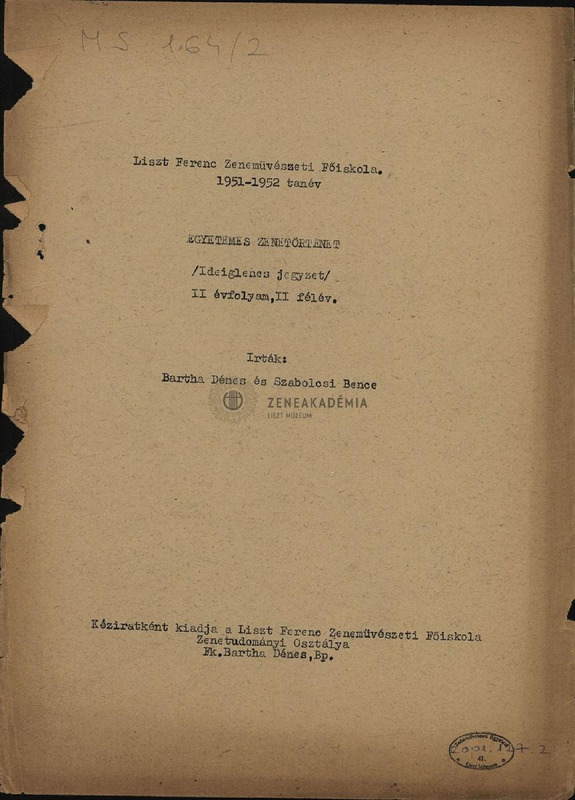 MS 1.64/2
Liszt Ferenc Zeneművészeti Főiskola.
1951-1952 tanév
EGYETEMES ZENETÖRTÉNET
/Ideiglenes jegyzet/
II évfolyam,II félév.
Irták:
Bartha Dénes és Szabolcsi Bence
ZENEAKADÉMIA
LISZT MÚZEUM
Kéziratként kiadja a Liszt Ferenc Zeneművészeti Főiskola
Zenetudományi Osztálya
Fk.Bartha Dénes,Bp.